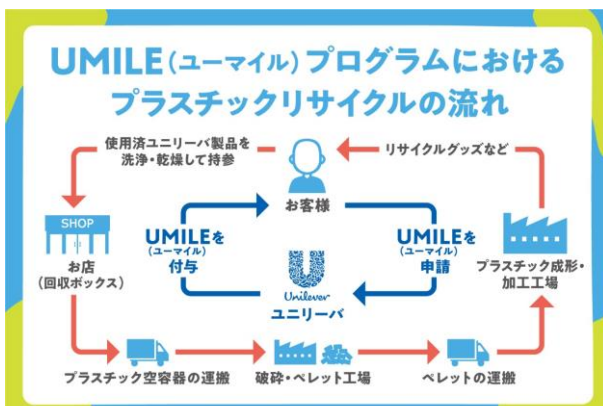 UMILE(ユーマイル)プログラムにおける
プラスチックリサイクルの流れ
使用済ユニリーバ製品を
洗浄・乾燥して持参
リサイクルグッズなど
お客様
SHOP
お店
(回収ボックス)
UMILEを
(ユーマイル)
付与
Unilever
ユニリーバ
UMILEを
(ユーマイル)
申請
プラスチック成形・
加工工場
プラスチック空容器の運搬
破砕・ペレット工場
ペレットの運搬